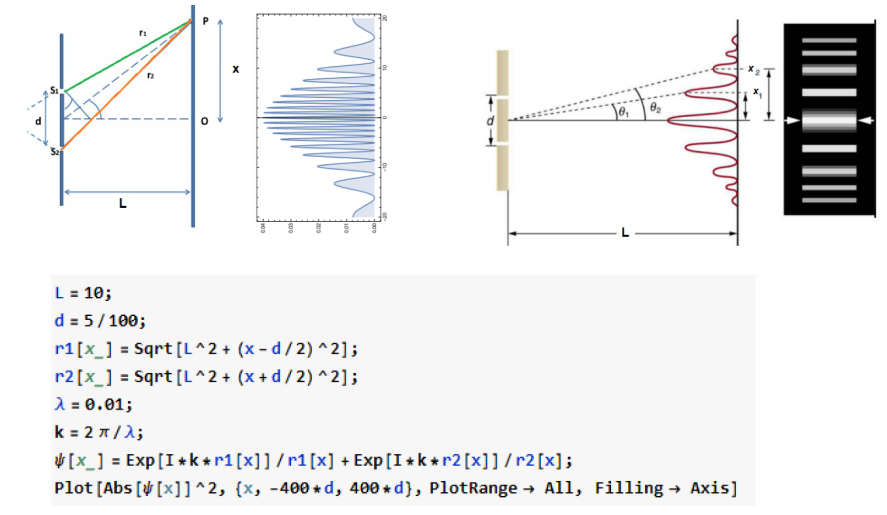 r₁
P
r₂
x
S₁
d
O
S₂
L
20
10
0
-10
-20
0.04
0.03
0.02
0.01
0.00
d
θ₁
θ₂
x₂
x₁
L
L = 10;
d = 5 / 100;
r1[x_] = Sqrt[L^2 + (x - d / 2)^2];
r2[x_] = Sqrt[L^2 + (x + d / 2)^2];
λ = 0.01;
k = 2 π / λ;
ψ[x_] = Exp[I*k*r1[x]] / r1[x] + Exp[I*k*r2[x]] / r2[x];
Plot[Abs[ψ[x]]^2, {x, -400*d, 400*d}, PlotRange → All, Filling → Axis]